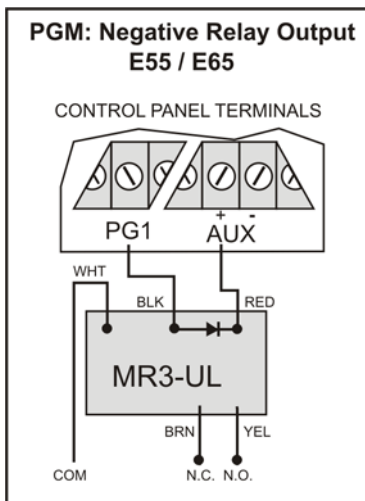 PGM: Negative Relay Output
E55 / E65
CONTROL PANEL TERMINALS
+ -
PG1 AUX
WHT
BLK RED
MR3-UL
BRN YEL
COM N.C. N.O.